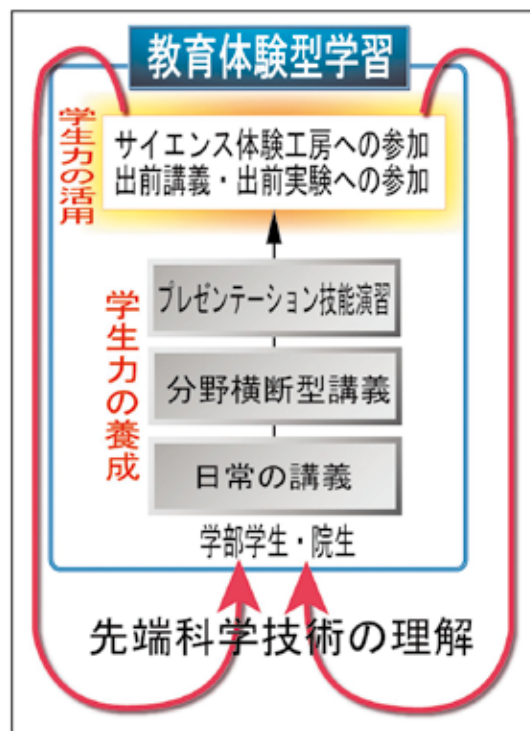 教育体験型学習
学生力の活用
サイエンス体験工房への参加
出前講義・出前実験への参加
学生力の養成
プレゼンテーション技能演習
分野横断型講義
日常の講義
学部学生・院生
先端科学技術の理解